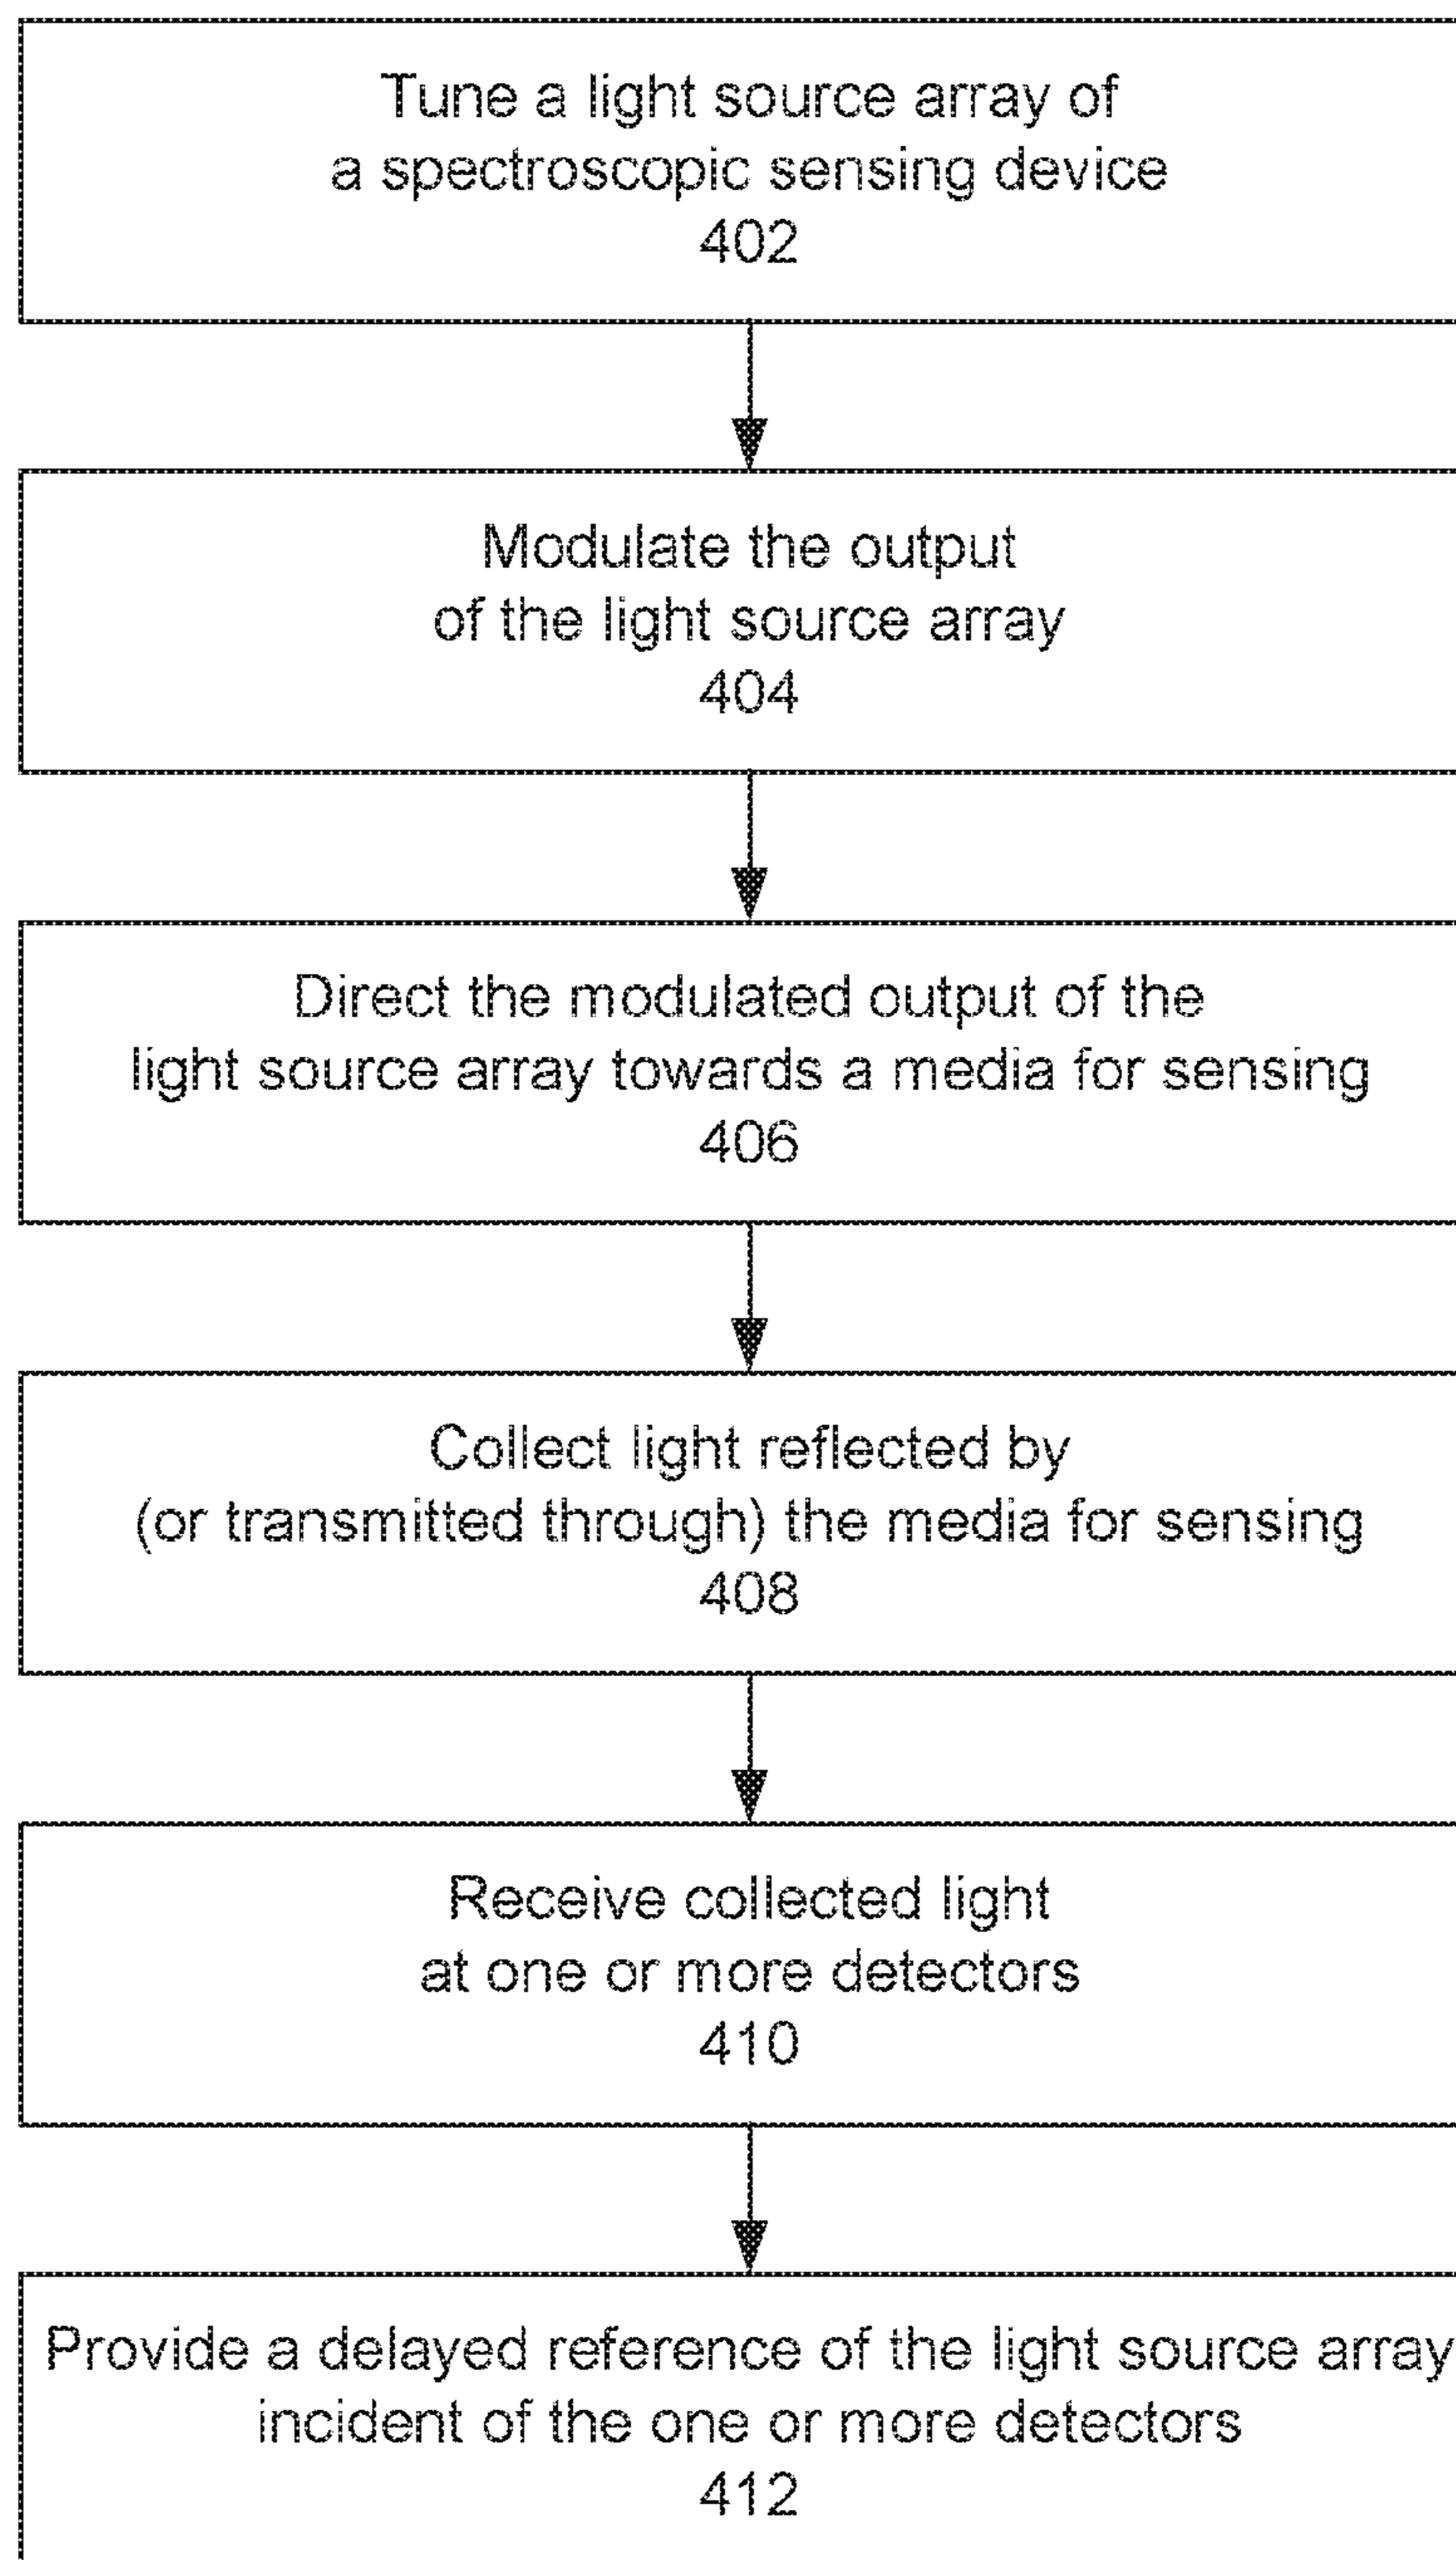 Tune a light source array of
a spectroscopic sensing device
402
Modulate the output
of the light source array
404
Direct the modulated output of the
light source array towards a media for sensing
406
Collect light reflected by
(or transmitted through) the media for sensing
408
Receive collected light
at one or more detectors
410
Provide a delayed reference of the light source array
incident of the one or more detectors
412